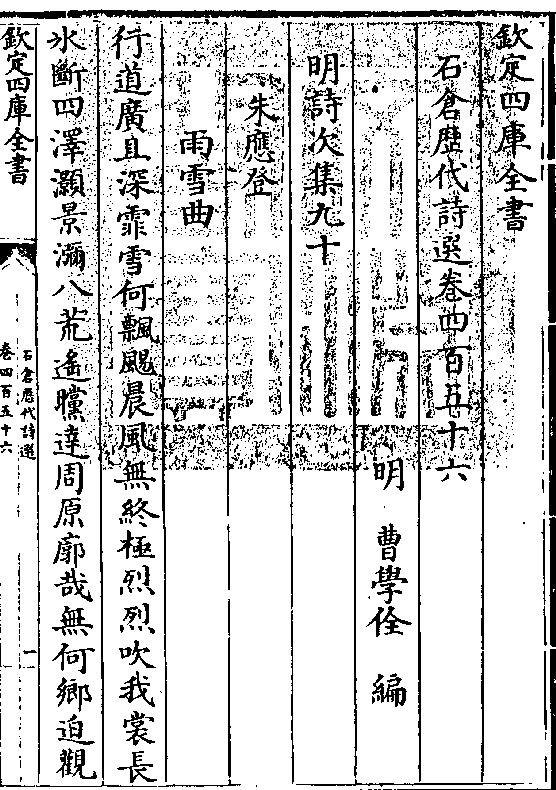 欽定四庫全書
石倉歴代詩選卷四百五十六
明　曹學佺　編
明詩次集九十
朱應登
雨雪曲
行道廣且深霏雪何飄颺晨風無終極烈烈吹我裳長
氷斷四澤灝景瀰八荒遙矘達周原廓哉無何鄉迫觀
欽定四庫全書
石倉歴代詩選
卷四百五十六
一